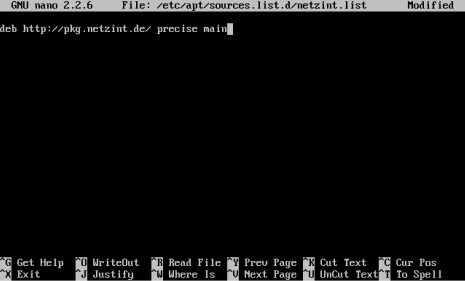 GNU nano 2.2.6 File: /etc/apt/sources.list.d/netzint.list Modified
deb http://pkg.netzint.de/ precise main
^G Get Help ^O WriteOut ^R Read File ^Y Prev Page ^K Cut Text ^C Cur Pos
^X Exit ^J Justify ^W Where Is ^V Next Page ^U UnCut Text^T To Spell